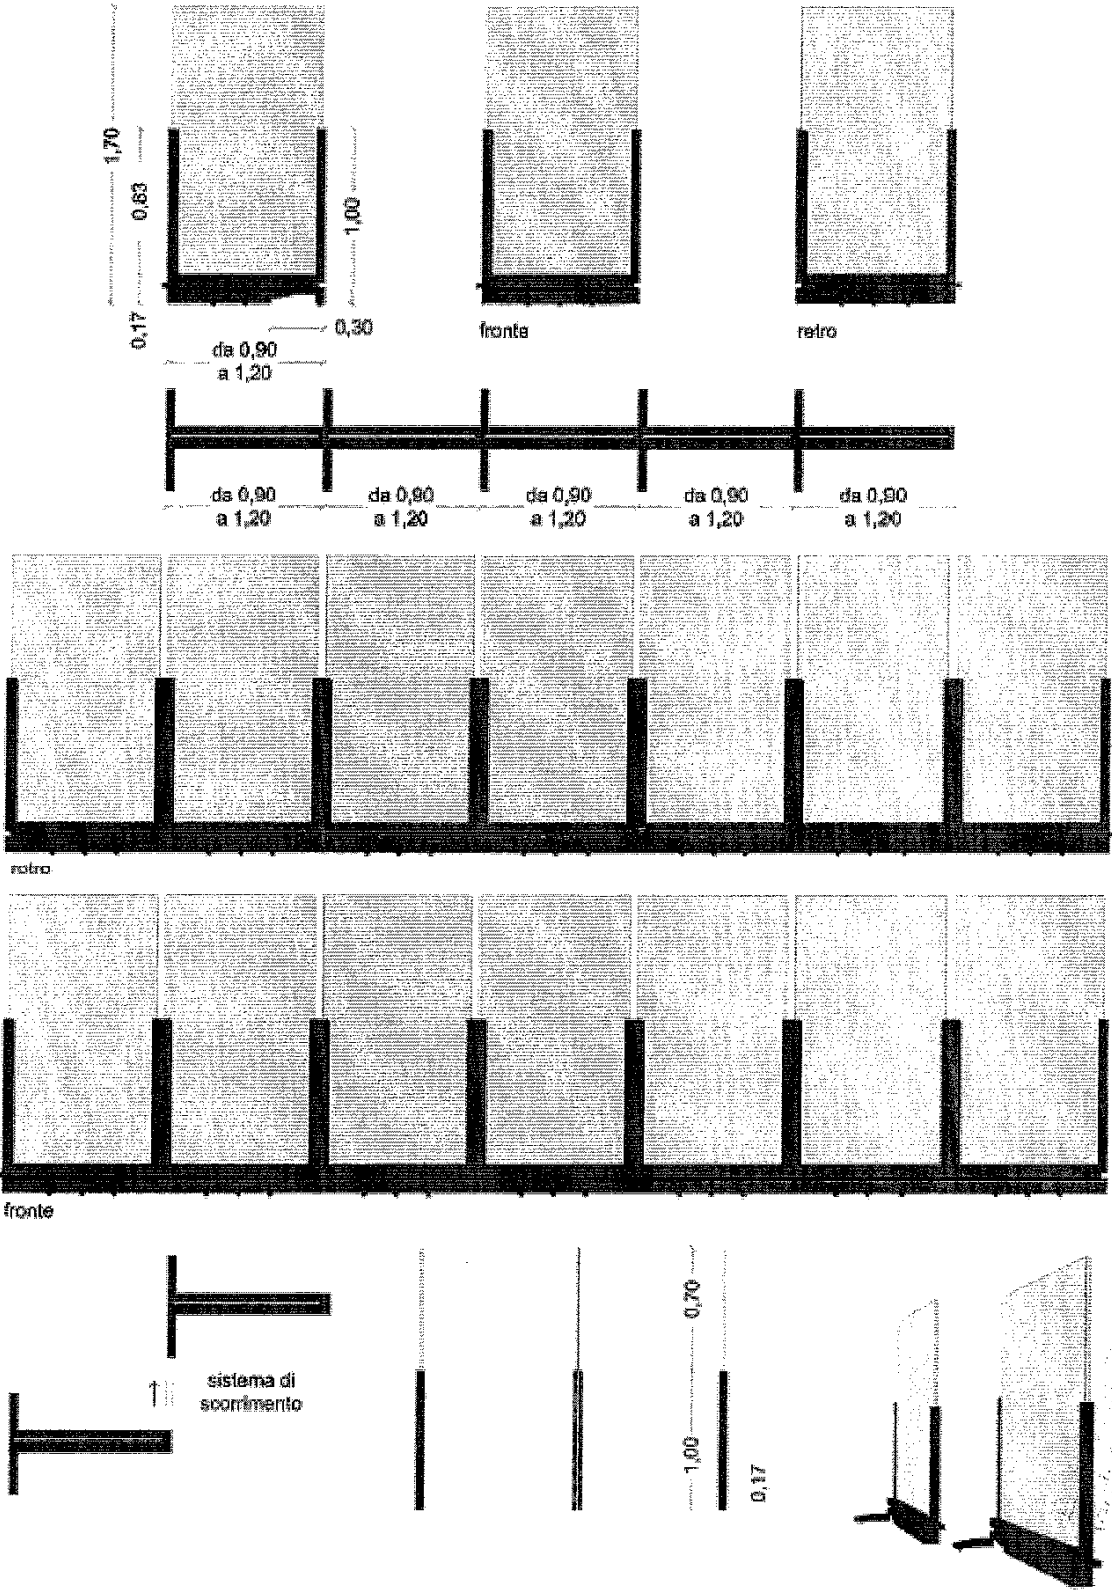 1,70
0,83
1,00
0,17
0,30
fronte
retro
da 0,90
a 1,20
da 0,90
a 1,20
da 0,90
a 1,20
da 0,90
a 1,20
da 0,90
a 1,20
da 0,90
a 1,20
retro
fronte
sistema di
scorrimento
0,70
1,00
0,17